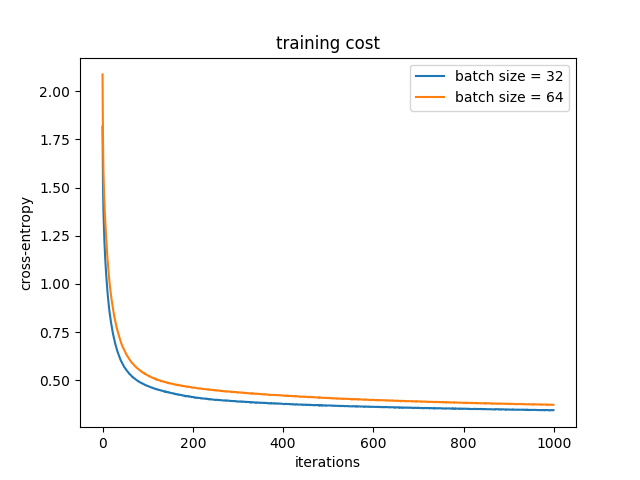 training cost
batch size = 32
batch size = 64
2.00
1.75
1.50
1.25
1.00
0.75
0.50
cross-entropy
0
200
400
600
800
1000
iterations